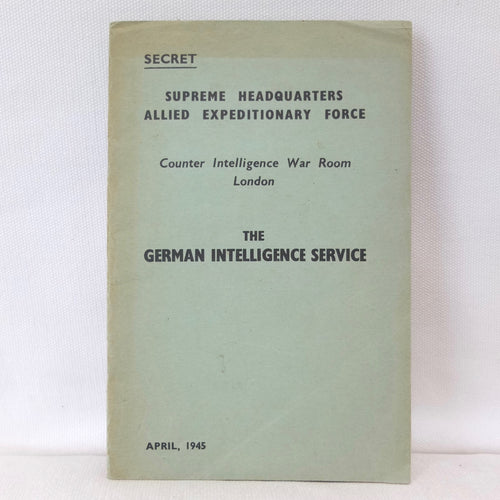 SECRET
SUPREME HEADQUARTERS
ALLIED EXPEDITIONARY FORCE
Counter Intelligence War Room
London
THE
GERMAN INTELLIGENCE SERVICE
APRIL, 1945